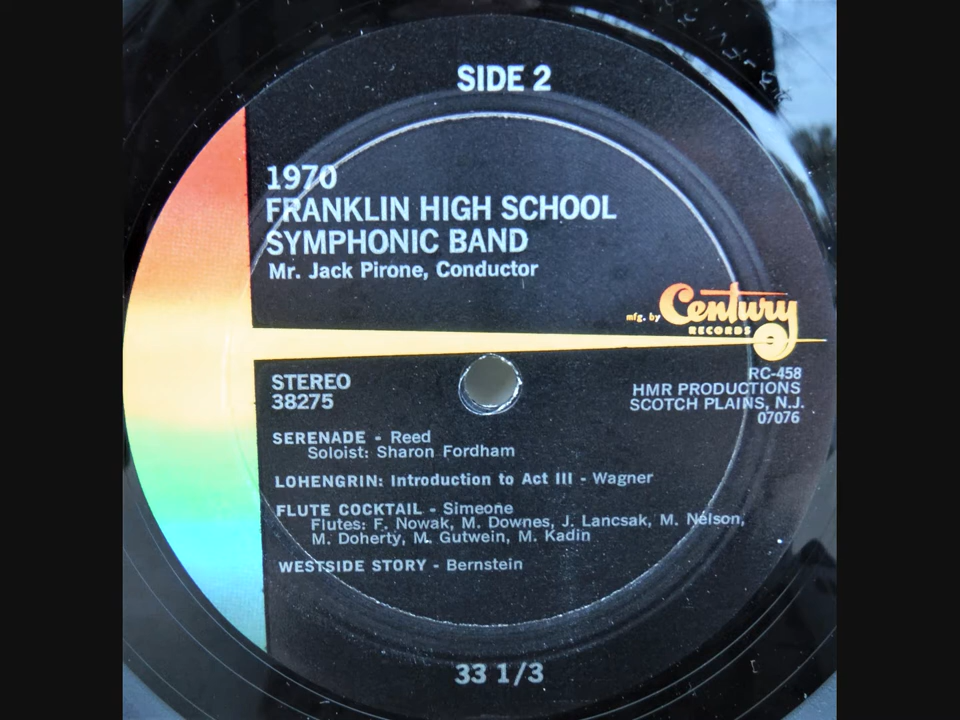 SIDE 2
1970
FRANKLIN HIGH SCHOOL
SYMPHONIC BAND
Mr. Jack Pirone, Conductor
mfg. by Century
RECORDS
STEREO
38275
RC-458
HMR PRODUCTIONS
SCOTCH PLAINS, N.J.
07076
SERENADE - Reed
Soloist: Sharon Fordham
LOHENGRIN: Introduction to Act III - Wagner
FLUTE COCKTAIL - Simeone
Flutes: F. Nowak, M. Downes, J. Lancsak, M. Nelson,
M. Doherty, M. Gutwein, M. Kadin
WESTSIDE STORY - Bernstein
33 1/3